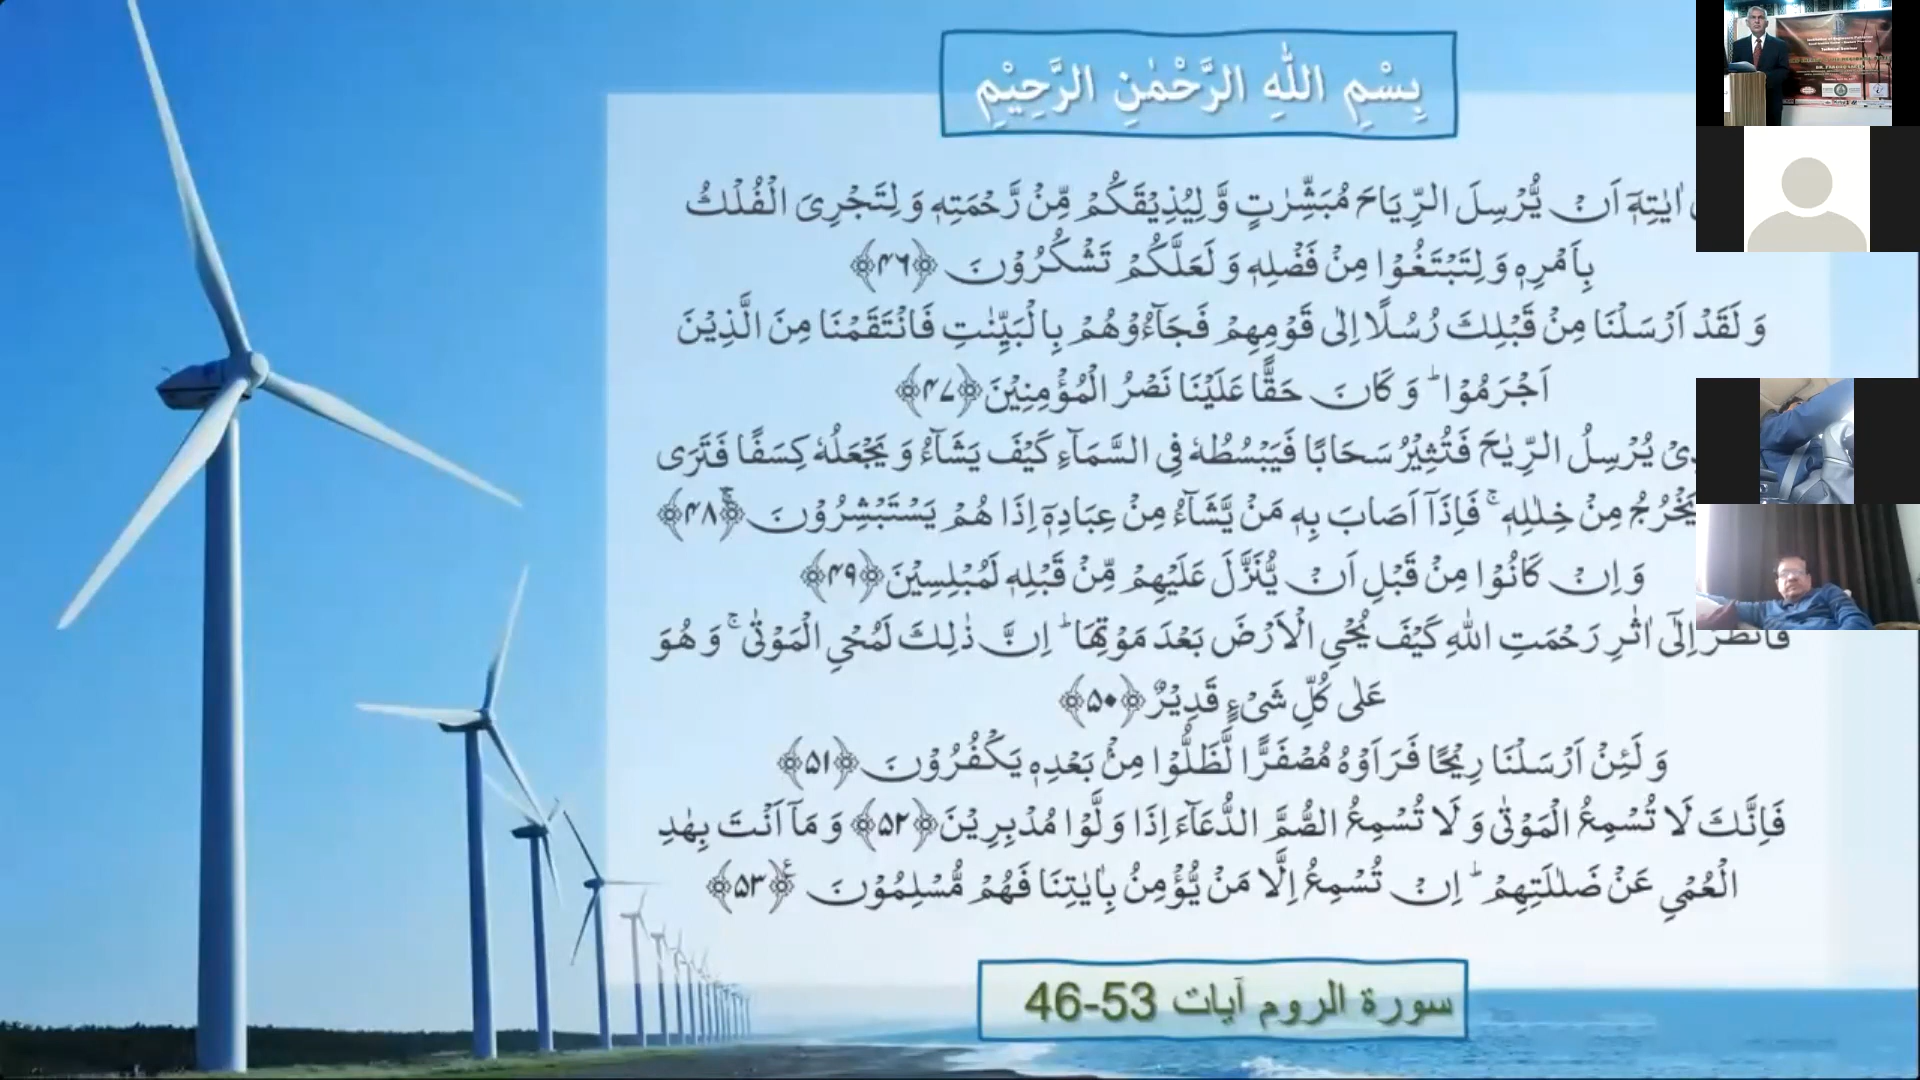 بِسْمِ اللّٰهِ الرَّحْمٰنِ الرَّحِیْمِ
اٰیٰتِهٖۤ اَنْ یُّرْسِلَ الرِّیَاحَ مُبَشِّرٰتٍ وَّ لِیُذِیْقَكُمْ مِّنْ رَّحْمَتِهٖ وَ لِتَجْرِیَ الْفُلْكُ
بِاَمْرِهٖ وَ لِتَبْتَغُوْا مِنْ فَضْلِهٖ وَ لَعَلَّكُمْ تَشْكُرُوْنَ ﴿۴۶﴾
وَ لَقَدْ اَرْسَلْنَا مِنْ قَبْلِكَ رُسُلًا اِلٰى قَوْمِهِمْ فَجَآءُوْهُمْ بِالْبَیِّنٰتِ فَانْتَقَمْنَا مِنَ الَّذِیْنَ
اَجْرَمُوْا ؕ وَ كَانَ حَقًّا عَلَیْنَا نَصْرُ الْمُؤْمِنِیْنَ ﴿۴۷﴾
یُرْسِلُ الرِّیٰحَ فَتُثِیْرُ سَحَابًا فَیَبْسُطُهٗ فِی السَّمَآءِ كَیْفَ یَشَآءُ وَ یَجْعَلُهٗ كِسَفًا فَتَرَى
یَخْرُجُ مِنْ خِلٰلِهٖ ۚ فَاِذَاۤ اَصَابَ بِهٖ مَنْ یَّشَآءُ مِنْ عِبَادِهٖۤ اِذَا هُمْ یَسْتَبْشِرُوْنَ ۚ ﴿۴۸﴾
وَ اِنْ كَانُوْا مِنْ قَبْلِ اَنْ یُّنَزَّلَ عَلَیْهِمْ مِّنْ قَبْلِهٖ لَمُبْلِسِیْنَ ﴿۴۹﴾
فَانْظُرْ اِلٰۤى اٰثٰرِ رَحْمَتِ اللّٰهِ كَیْفَ یُحْیِ الْاَرْضَ بَعْدَ مَوْتِهَا ؕ اِنَّ ذٰلِكَ لَمُحْیِ الْمَوْتٰى ۚ وَ هُوَ
عَلٰى كُلِّ شَیْءٍ قَدِیْرٌ ﴿۵۰﴾
وَ لَئِنْ اَرْسَلْنَا رِیْحًا فَرَاَوْهُ مُصْفَرًّا لَّظَلُّوْا مِنْۢ بَعْدِهٖ یَكْفُرُوْنَ ﴿۵۱﴾
فَاِنَّكَ لَا تُسْمِعُ الْمَوْتٰى وَ لَا تُسْمِعُ الصُّمَّ الدُّعَآءَ اِذَا وَلَّوْا مُدْبِرِیْنَ ﴿۵۲﴾ وَ مَاۤ اَنْتَ بِهٰدِ
الْعُمْیِ عَنْ ضَلٰلَتِهِمْ ؕ اِنْ تُسْمِعُ اِلَّا مَنْ یُّؤْمِنُ بِاٰیٰتِنَا فَهُمْ مُّسْلِمُوْنَ ﴿۵۳﴾
سورة الروم آيات 46-53